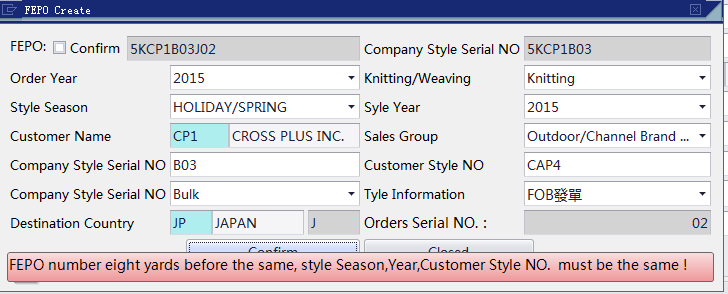 FEPO Create
FEPO: Confirm 5KCP1B03J02 Company Style Serial NO 5KCP1B03
Order Year 2015 Knitting/Weaving Knitting
Style Season HOLIDAY/SPRING Syle Year 2015
Customer Name CP1 CROSS PLUS INC. Sales Group Outdoor/Channel Brand ...
Company Style Serial NO B03 Customer Style NO CAP4
Company Style Serial NO Bulk Tyle Information FOB發單
Destination Country JP JAPAN J Orders Serial NO. : 02
Confirm Closed
FEPO number eight yards before the same, style Season,Year,Customer Style NO. must be the same !